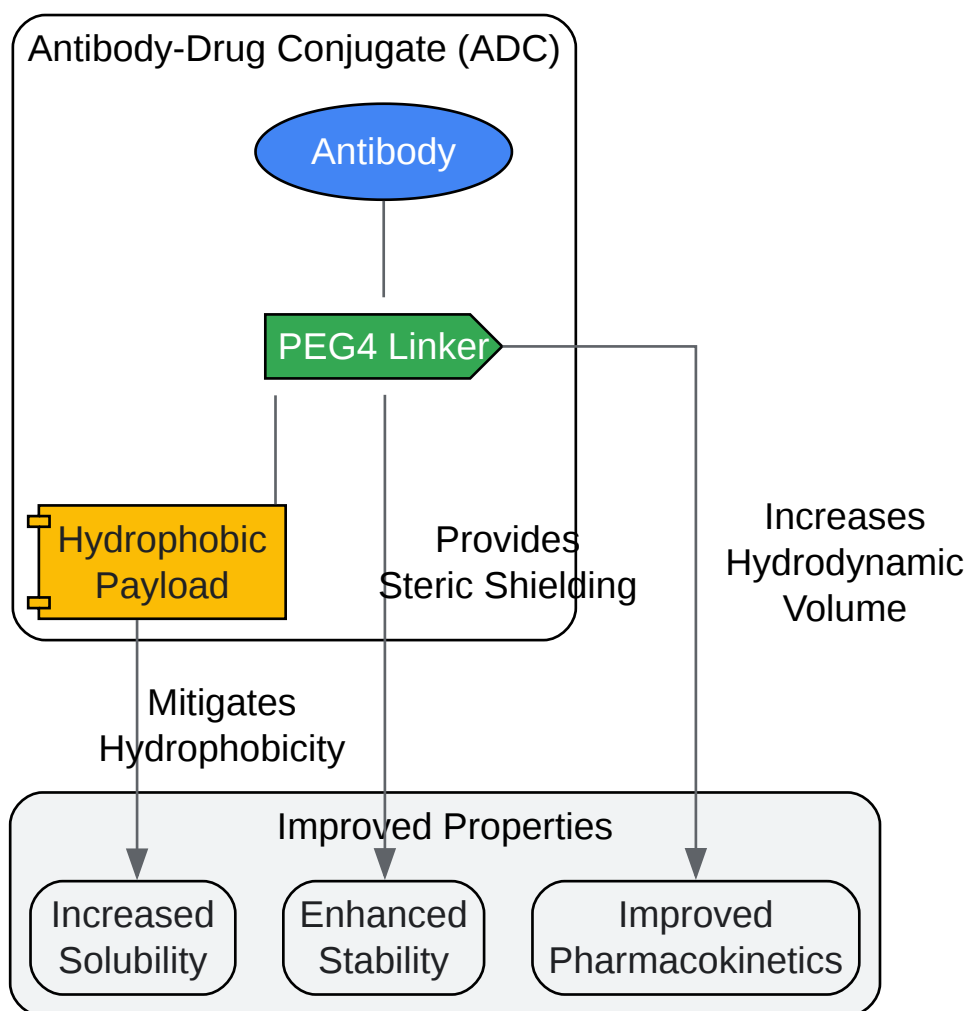 Antibody-Drug Conjugate (ADC)
Antibody
PEG4 Linker
Hydrophobic
Payload
Provides
Steric Shielding
Increases
Hydrodynamic
Volume
Mitigates
Hydrophobicity
Improved Properties
Increased
Solubility
Enhanced
Stability
Improved
Pharmacokinetics